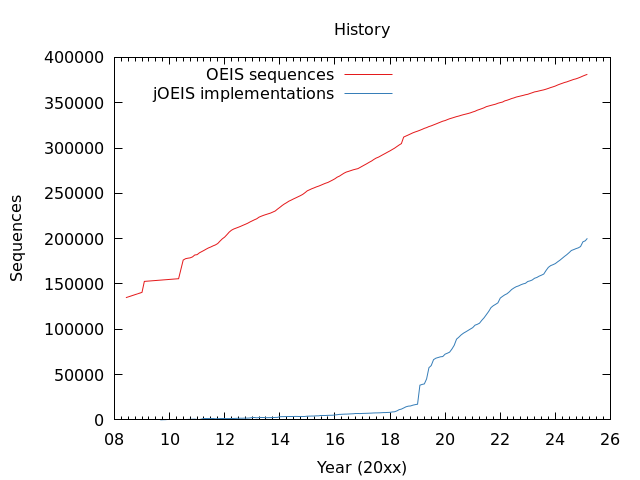 History
400000
350000
300000
250000
200000
150000
100000
50000
0
Sequences
OEIS sequences
jOEIS implementations
08 10 12 14 16 18 20 22 24 26
Year (20xx)